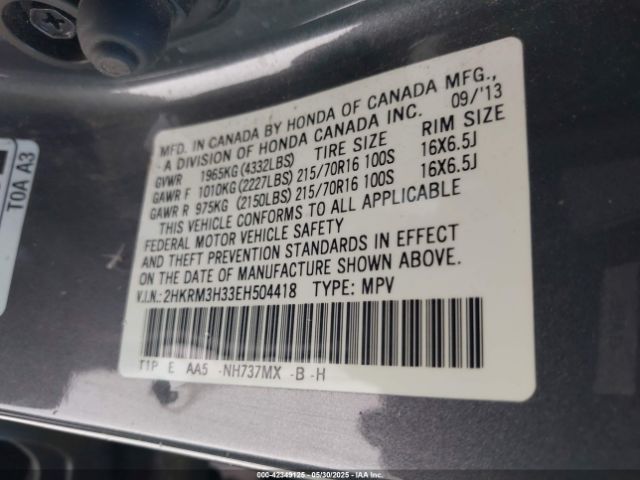 MFD. IN CANADA BY HONDA OF CANADA MFG.,
A DIVISION OF HONDA CANADA INC. 09/'13
GVWR 1965KG (4332LBS) TIRE SIZE RIM SIZE
GAWR F 1010KG (2227LBS) 215/70R16 100S 16X6.5J
GAWR R 975KG (2150LBS) 215/70R16 100S 16X6.5J
THIS VEHICLE CONFORMS TO ALL APPLICABLE
FEDERAL MOTOR VEHICLE SAFETY
AND THEFT PREVENTION STANDARDS IN EFFECT
ON THE DATE OF MANUFACTURE SHOWN ABOVE.
V.I.N.: 2HKRM3H33EH504418 TYPE: MPV
T1P E AA5 -NH737MX -B -H
T0A A3
000-42349125 - 05/30/2025 - IAA Inc.